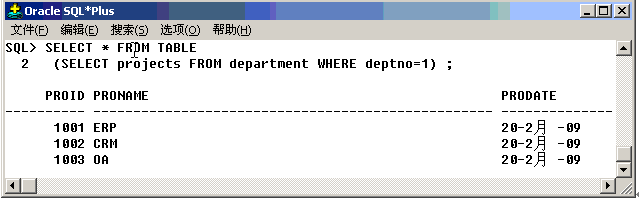 Oracle SQL*Plus
文件(F) 编辑(E) 搜索(S) 选项(O) 帮助(H)
SQL> SELECT * FROM TABLE
2 (SELECT projects FROM department WHERE deptno=1) ;
PROID PRONAME PRODATE
---------- -------------------------------------------------- --------------
1001 ERP 20-2月 -09
1002 CRM 20-2月 -09
1003 OA 20-2月 -09